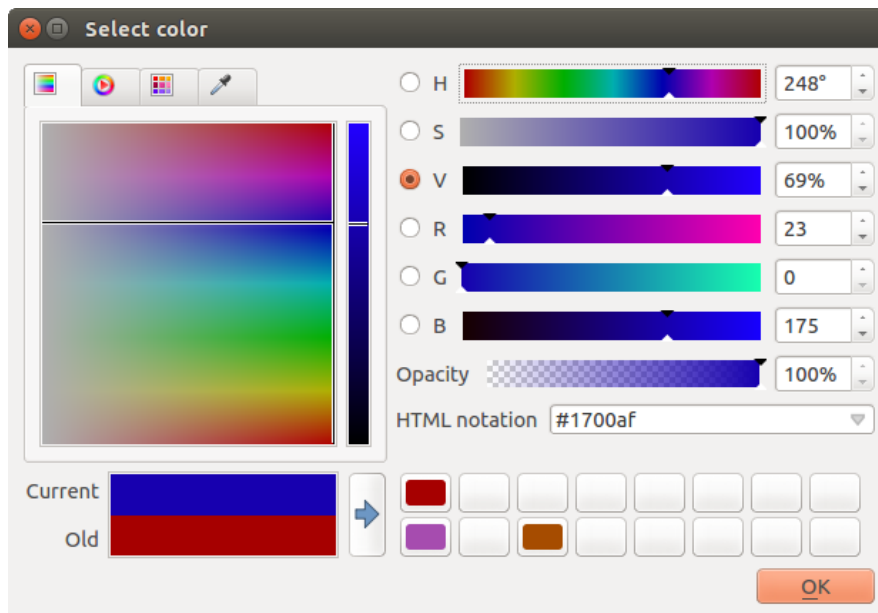 Select color
H 248°
S 100%
V 69%
R 23
G 0
B 175
Opacity 100%
HTML notation #1700af
Current
Old
OK